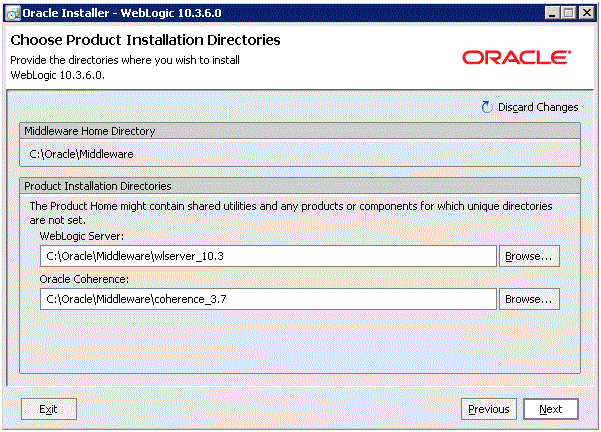 Oracle Installer - WebLogic 10.3.6.0
Choose Product Installation Directories
Provide the directories where you wish to install
WebLogic 10.3.6.0.
ORACLE
Discard Changes
Middleware Home Directory
C:\Oracle\Middleware
Product Installation Directories
The Product Home might contain shared utilities and any products or components for which unique directories
are not set.
WebLogic Server:
C:\Oracle\Middleware\wlserver_10.3
Browse...
Oracle Coherence:
C:\Oracle\Middleware\coherence_3.7
Browse...
Exit
Previous
Next